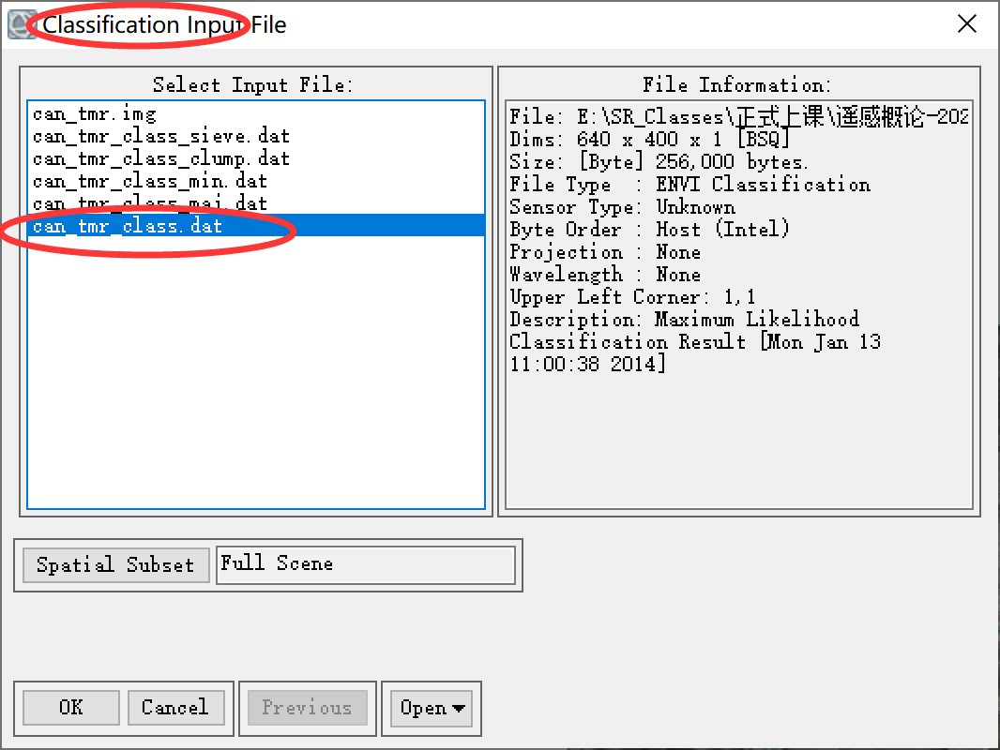 Classification Input File
Select Input File:
can_tmr.img
can_tmr_class_sieve.dat
can_tmr_class_clump.dat
can_tmr_class_min.dat
can_tmr_class_maj.dat
can_tmr_class.dat
File Information:
File: E:\SR_Classes\正式上课\遥感概论-202
Dims: 640 x 400 x 1 [BSQ]
Size: [Byte] 256,000 bytes.
File Type  : ENVI Classification
Sensor Type: Unknown
Byte Order : Host (Intel)
Projection : None
Wavelength : None
Upper Left Corner: 1,1
Description: Maximum Likelihood
Classification Result [Mon Jan 13
11:00:38 2014]
Spatial Subset
Full Scene
OK
Cancel
Previous
Open